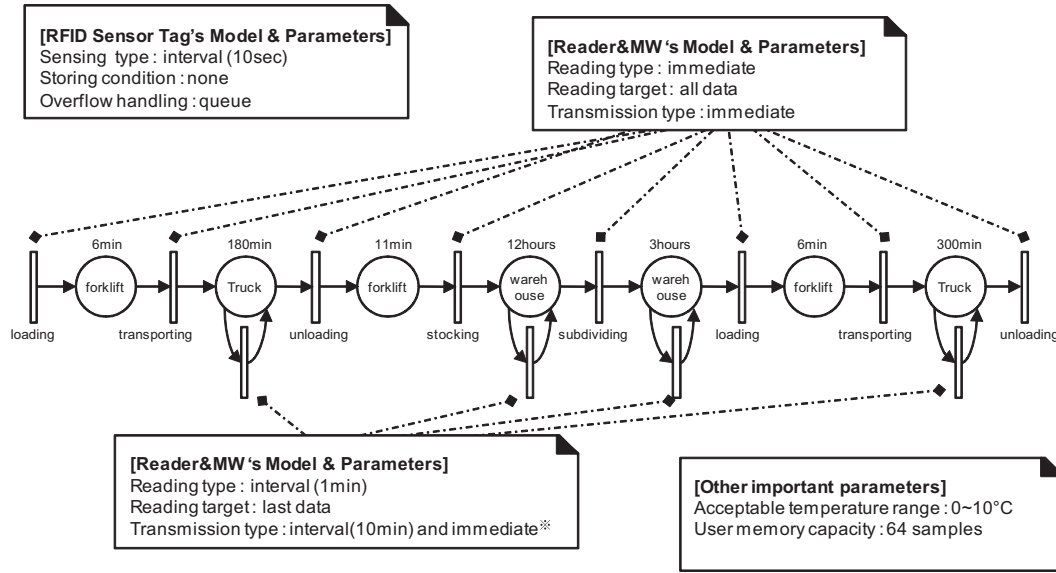 [RFID Sensor Tag's Model & Parameters]
Sensing type : interval (10sec)
Storing condition : none
Overflow handling : queue
[Reader&MW‘s Model & Parameters]
Reading type : immediate
Reading target : all data
Transmission type : immediate
6min
180min
11min
12hours
3hours
6min
300min
forklift
Truck
forklift
wareh
ouse
wareh
ouse
forklift
Truck
loading
transporting
unloading
stocking
subdividing
loading
transporting
unloading
[Reader&MW‘s Model & Parameters]
Reading type : interval (1min)
Reading target : last data
Transmission type : interval(10min) and immediate※
[Other important parameters]
Acceptable temperature range : 0~10°C
User memory capacity : 64 samples